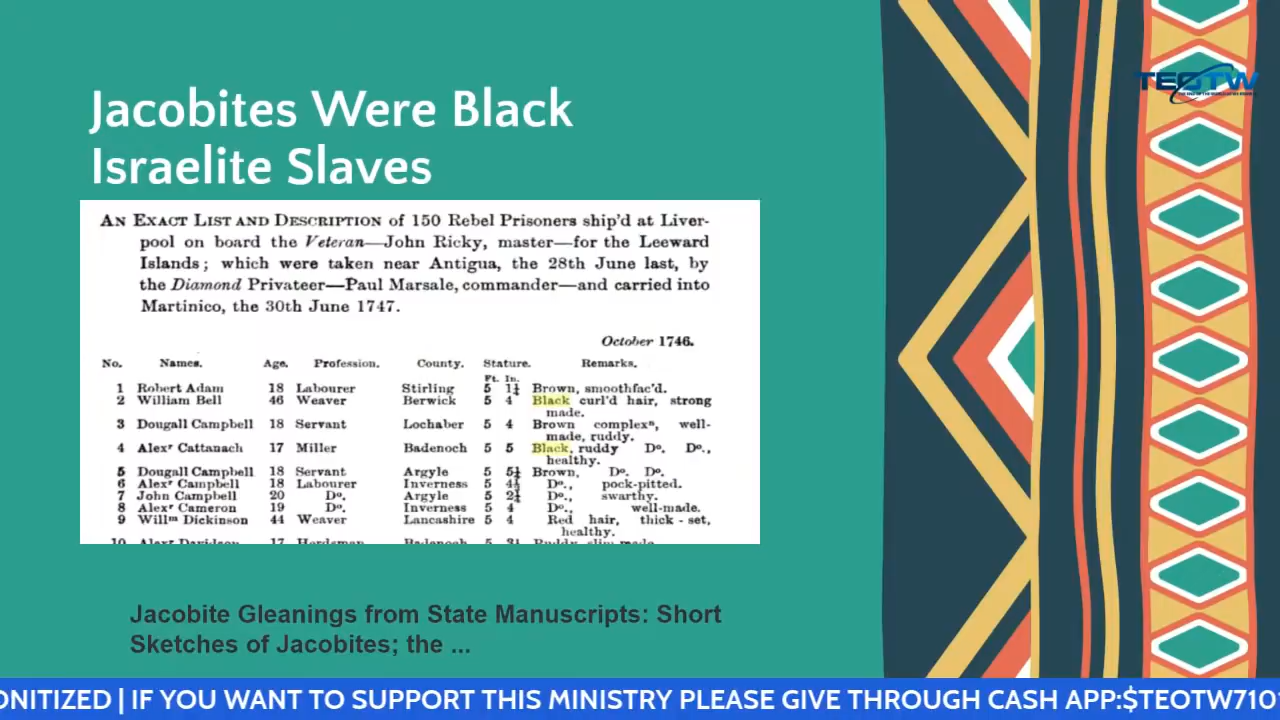 Jacobites Were Black
Israelite Slaves
TEOTW
AN EXACT LIST AND DESCRIPTION of 150 Rebel Prisoners ship'd at Liver-
pool on board the Veteran—John Ricky, master—for the Leeward
Islands; which were taken near Antigua, the 28th June last, by
the Diamond Privateer—Paul Marsale, commander—and carried into
Martinico, the 30th June 1747.
October 1746.
No. Names. Age. Profession. County. Stature. Remarks.
Ft. In.
1 Robert Adam 18 Labourer Stirling 5 1¼ Brown, smoothfac'd.
2 William Bell 46 Weaver Berwick 5 4 Black curl'd hair, strong
made.
3 Dougall Campbell 18 Servant Lochaber 5 4 Brown complexⁿ, well-
made, ruddy.
4 Alexʳ Cattanach 17 Miller Badenoch 5 5 Black, ruddy Dº. Dº.,
healthy.
5 Dougall Campbell 18 Servant Argyle 5 Brown, Dº. Dº.
6 Alexʳ Campbell 18 Labourer Inverness 5 Dº., pock-pitted.
7 John Campbell 20 Dº. Argyle 5 Dº., swarthy.
8 Alexʳ Cameron 19 Dº. Inverness 5 4 Dº., well-made.
9 Willᵐ Dickinson 44 Weaver Lancashire 5 4 Red hair, thick-set,
healthy.
Jacobite Gleanings from State Manuscripts: Short
Sketches of Jacobites; the ...
ONITIZED | IF YOU WANT TO SUPPORT THIS MINISTRY PLEASE GIVE THROUGH CASH APP:$TEOTW710